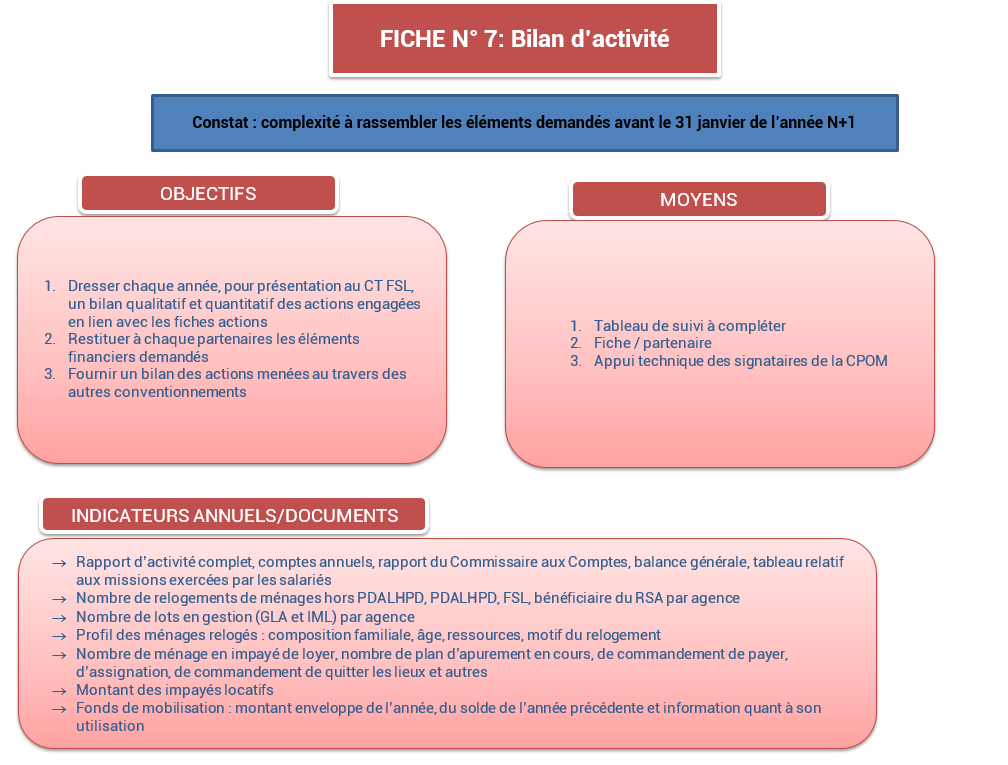 FICHE N° 7: Bilan d'activité
Constat : complexité à rassembler les éléments demandés avant le 31 janvier de l'année N+1
OBJECTIFS
1. Dresser chaque année, pour présentation au CT FSL,
un bilan qualitatif et quantitatif des actions engagées
en lien avec les fiches actions
2. Restituer à chaque partenaires les éléments
financiers demandés
3. Fournir un bilan des actions menées au travers des
autres conventionnements
MOYENS
1. Tableau de suivi à compléter
2. Fiche / partenaire
3. Appui technique des signataires de la CPOM
INDICATEURS ANNUELS/DOCUMENTS
→ Rapport d'activité complet, comptes annuels, rapport du Commissaire aux Comptes, balance générale, tableau relatif
aux missions exercées par les salariés
→ Nombre de relogements de ménages hors PDALHPD, PDALHPD, FSL, bénéficiaire du RSA par agence
→ Nombre de lots en gestion (GLA et IML) par agence
→ Profil des ménages relogés : composition familiale, âge, ressources, motif du relogement
→ Nombre de ménage en impayé de loyer, nombre de plan d'apurement en cours, de commandement de payer,
d'assignation, de commandement de quitter les lieux et autres
→ Montant des impayés locatifs
→ Fonds de mobilisation : montant enveloppe de l'année, du solde de l'année précédente et information quant à son
utilisation